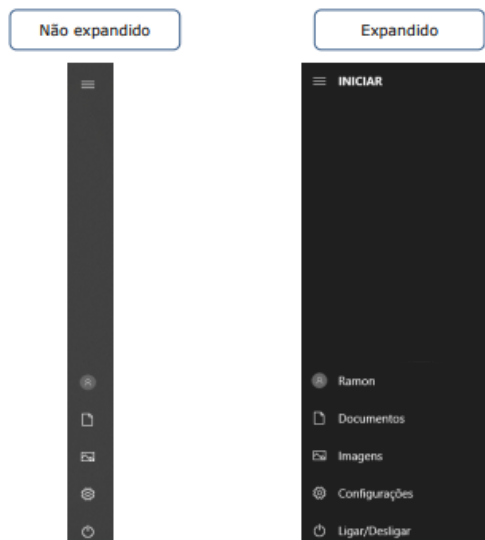 Não expandido
Expandido
INICIAR
Ramon
Documentos
Imagens
Configurações
Ligar/Desligar